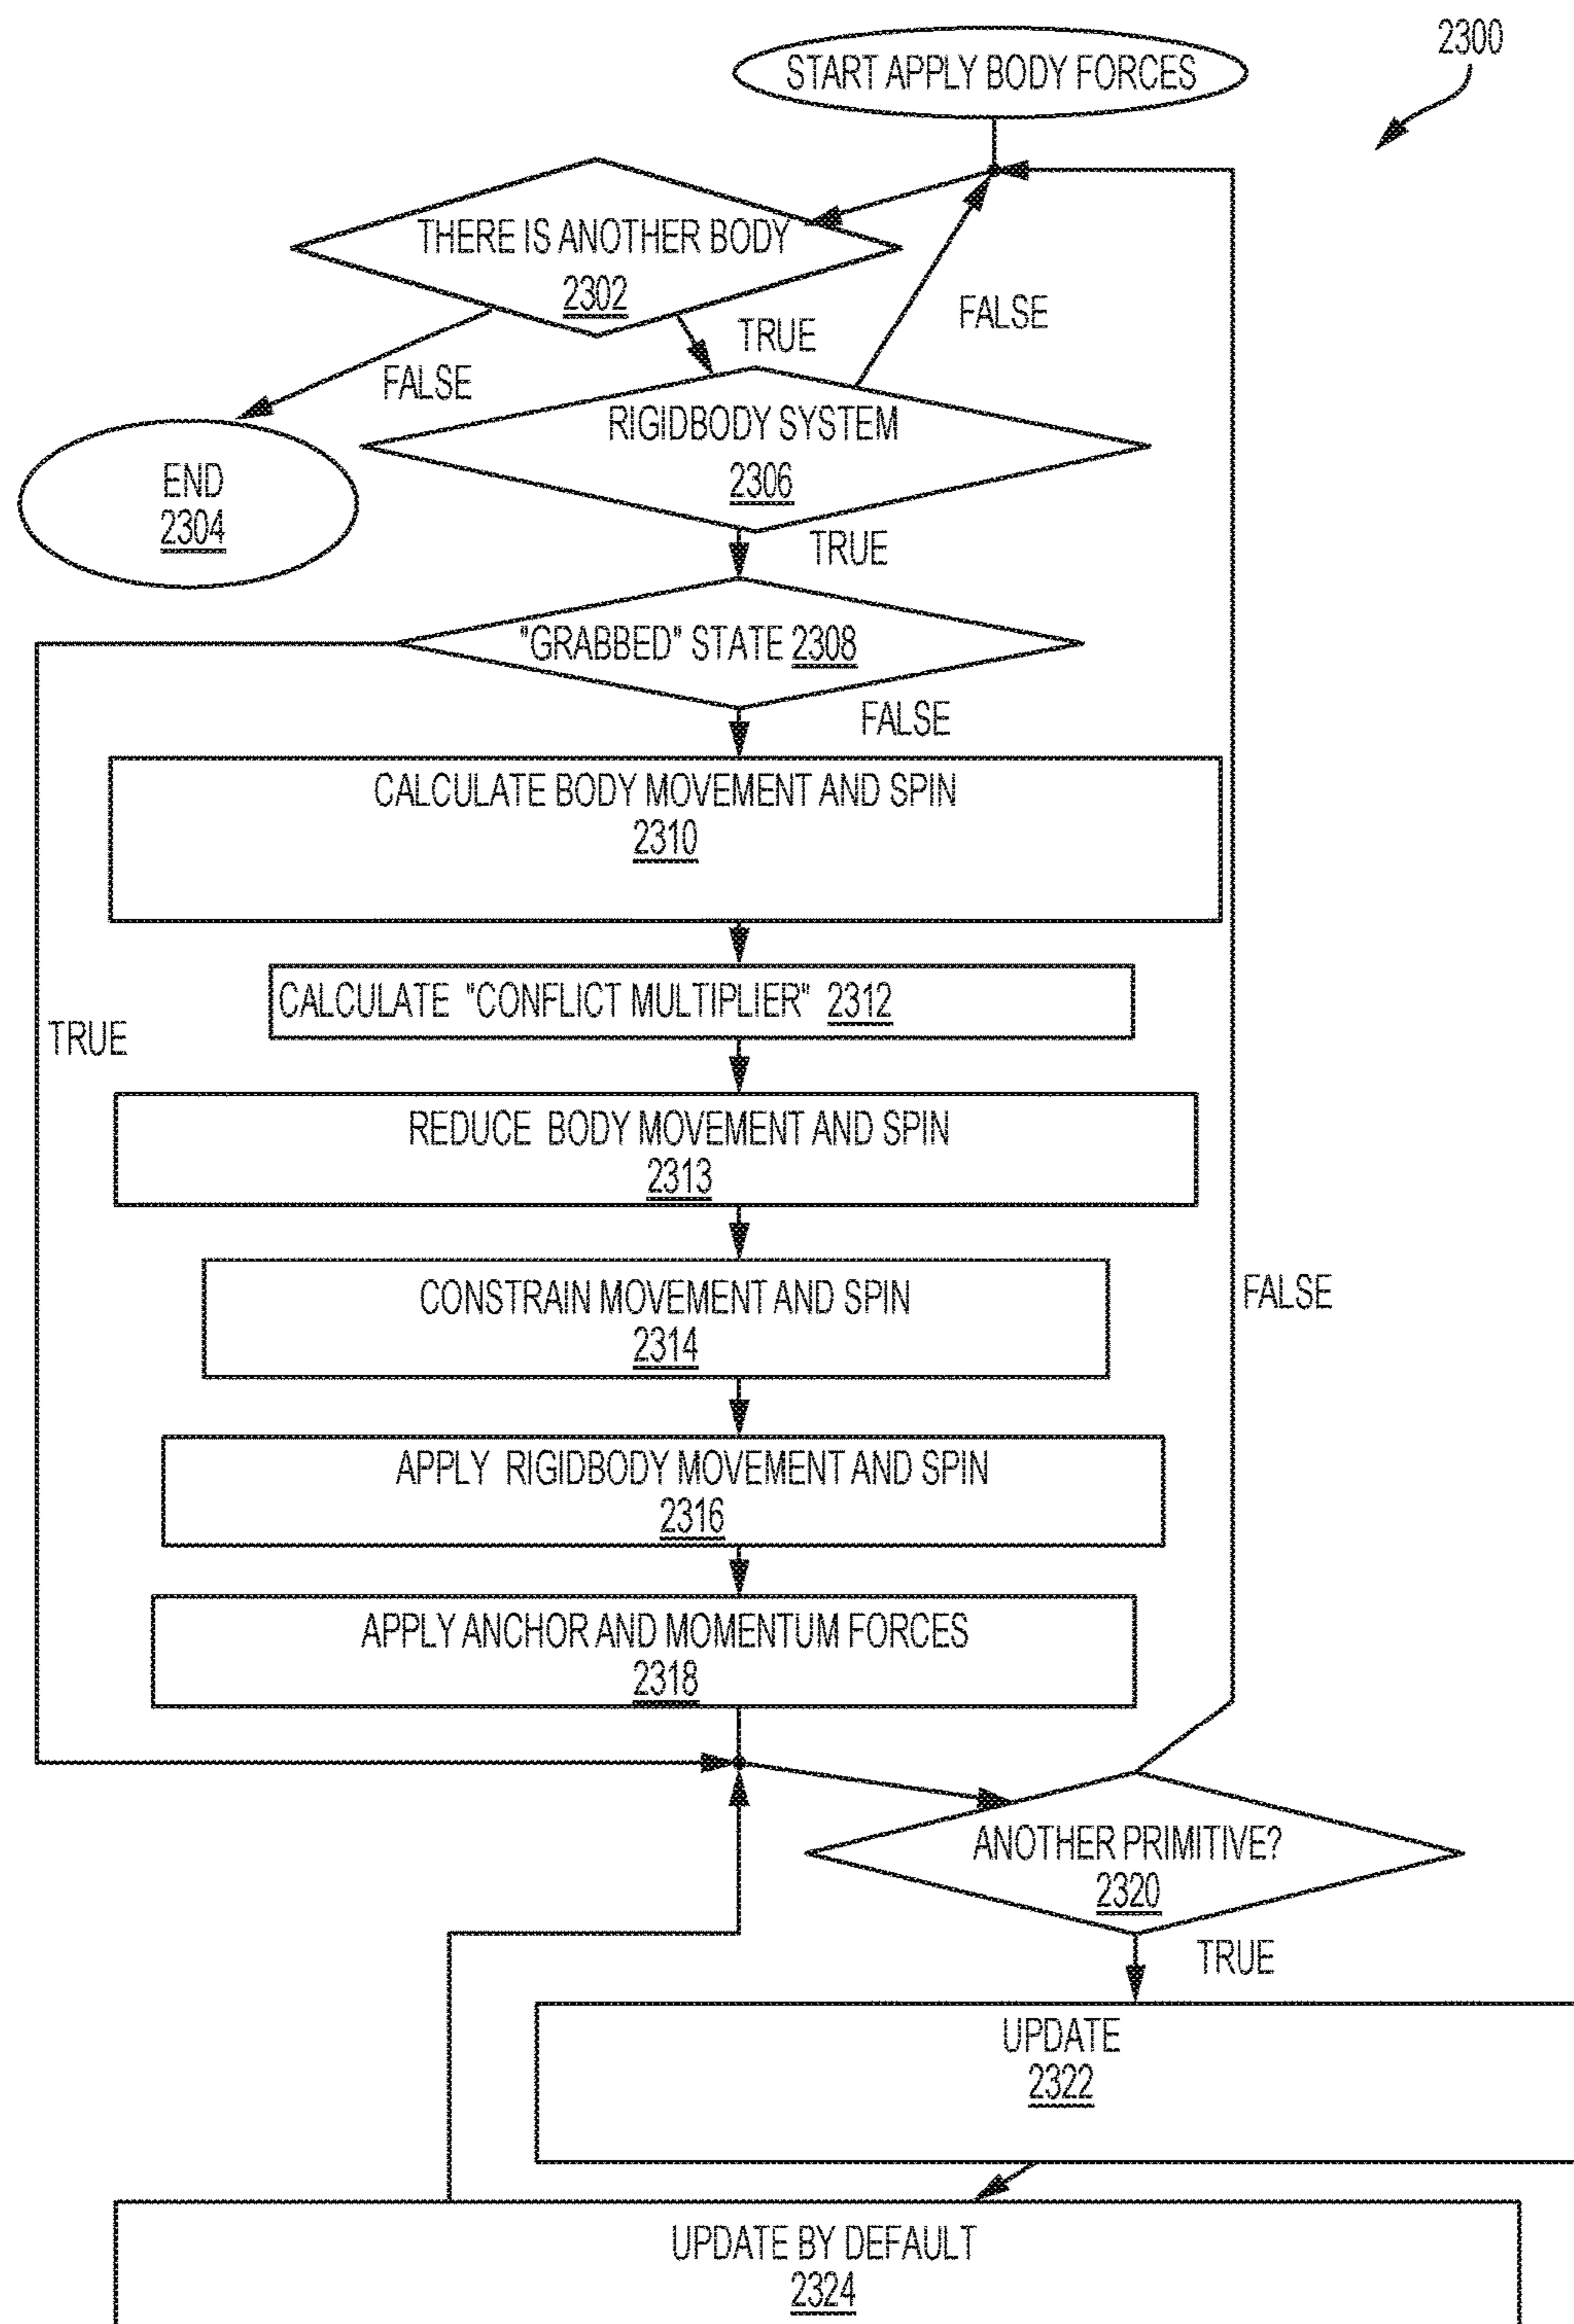 2300
START APPLY BODY FORCES
THERE IS ANOTHER BODY
2302
FALSE
TRUE
FALSE
RIGIDBODY SYSTEM
2306
END
2304
TRUE
"GRABBED" STATE 2308
FALSE
CALCULATE BODY MOVEMENT AND SPIN
2310
CALCULATE "CONFLICT MULTIPLIER" 2312
TRUE
REDUCE BODY MOVEMENT AND SPIN
2313
CONSTRAIN MOVEMENT AND SPIN
2314
FALSE
APPLY RIGIDBODY MOVEMENT AND SPIN
2316
APPLY ANCHOR AND MOMENTUM FORCES
2318
ANOTHER PRIMITIVE?
2320
TRUE
UPDATE
2322
UPDATE BY DEFAULT
2324